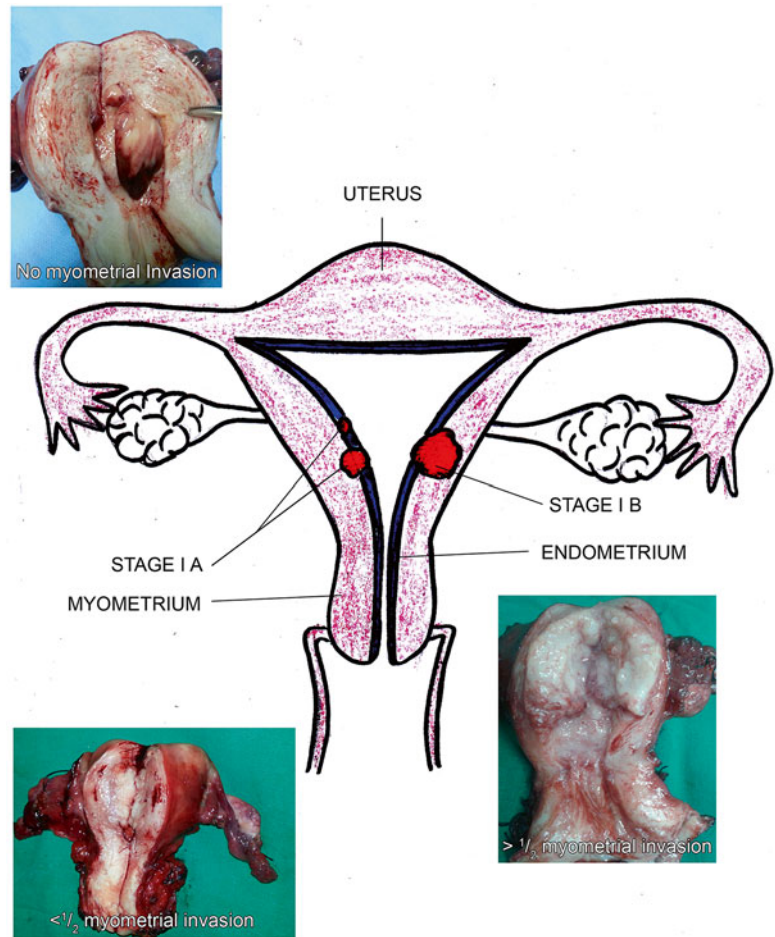 No myometrial Invasion
UTERUS
STAGE I B
ENDOMETRIUM
STAGE I A
MYOMETRIUM
> 1/2 myometrial invasion
<1/2 myometrial invasion